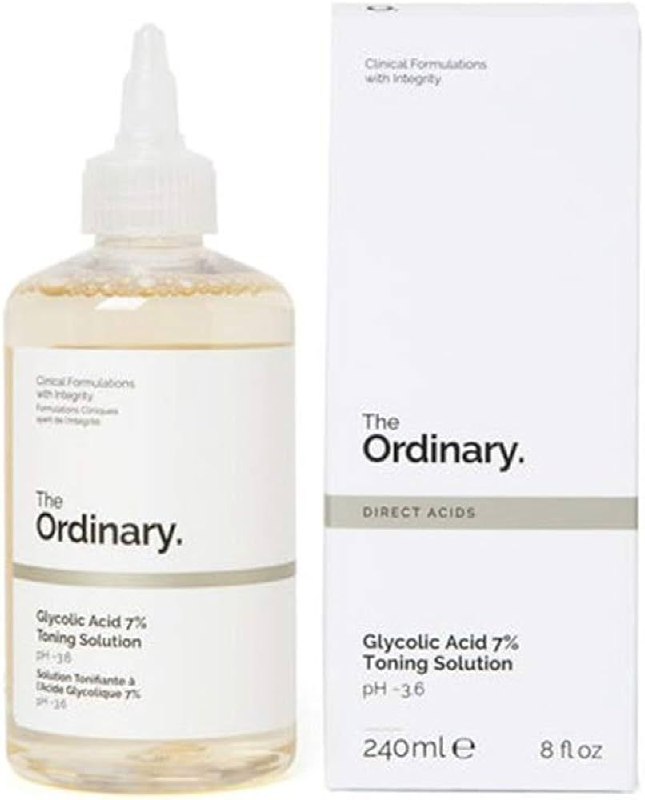 Clinical Formulations
with Integrity
Formulations Cliniques
ayant de l'Intégrité
The
Ordinary.
Glycolic Acid 7%
Toning Solution
pH ~3.6
Solution Tonifiante à
l'Acide Glycolique 7%
pH ~3.6
Clinical Formulations
with Integrity
The
Ordinary.
DIRECT ACIDS
Glycolic Acid 7%
Toning Solution
pH ~3.6
240ml ℮ 8 fl oz